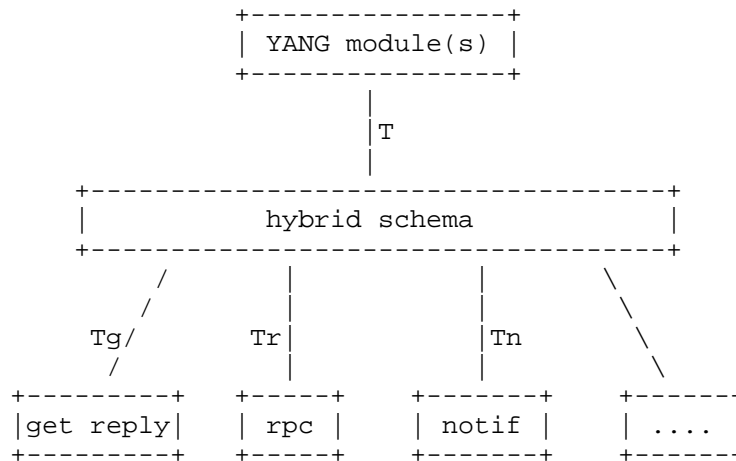 YANG module(s)
T
hybrid schema
Tg Tr Tn
get reply rpc notif ....